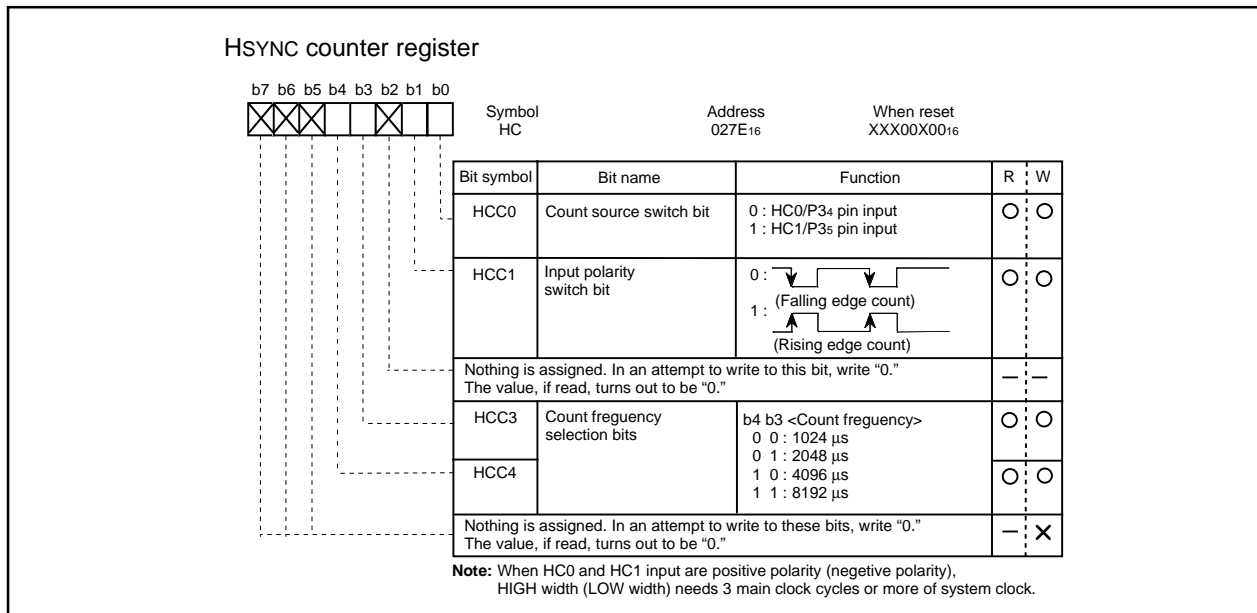 HSYNC counter register
b7 b6 b5 b4 b3 b2 b1 b0
Symbol Address When reset
HC 027E16 XXX00X0016
Bit symbol Bit name Function R W
HCC0 Count source switch bit 0 : HC0/P34 pin input
1 : HC1/P35 pin input
HCC1 Input polarity
switch bit
0 :
(Falling edge count)
1 :
(Rising edge count)
Nothing is assigned. In an attempt to write to this bit, write “0.”
The value, if read, turns out to be “0.”
HCC3 Count freguency
selection bits
b4 b3 <Count freguency>
0 0 : 1024 µs
0 1 : 2048 µs
HCC4
1 0 : 4096 µs
1 1 : 8192 µs
Nothing is assigned. In an attempt to write to these bits, write “0.”
The value, if read, turns out to be “0.”
Note: When HC0 and HC1 input are positive polarity (negetive polarity),
HIGH width (LOW width) needs 3 main clock cycles or more of system clock.